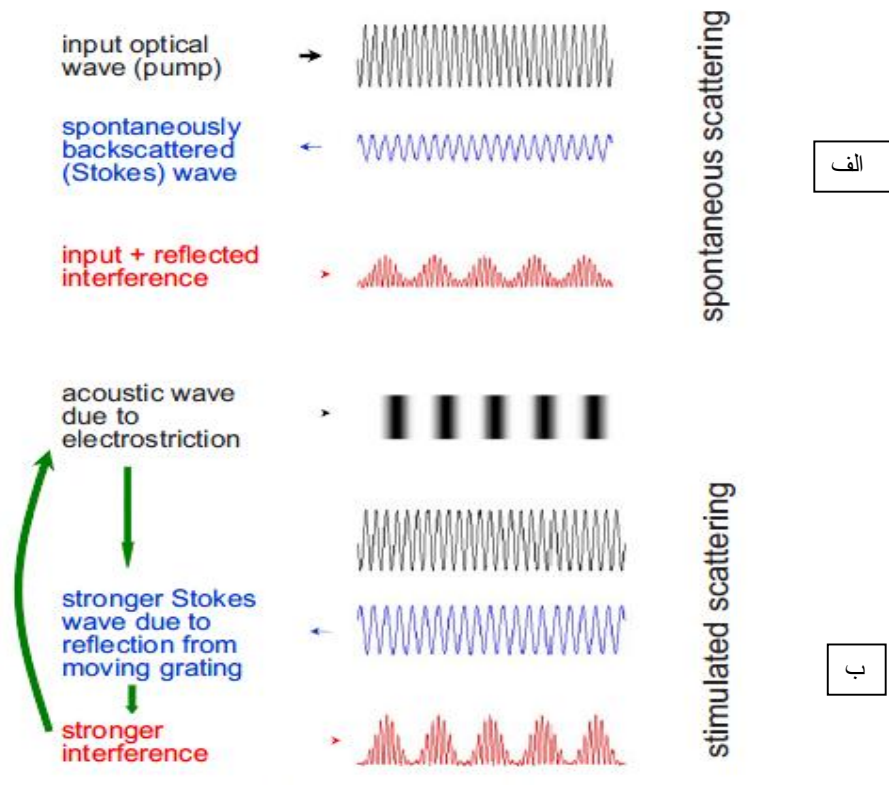 input optical
wave (pump)
spontaneously
backscattered
(Stokes) wave
input + reflected
interference
spontaneous scattering
الف
acoustic wave
due to
electrostriction
stronger Stokes
wave due to
reflection from
moving grating
stronger
interference
stimulated scattering
ب